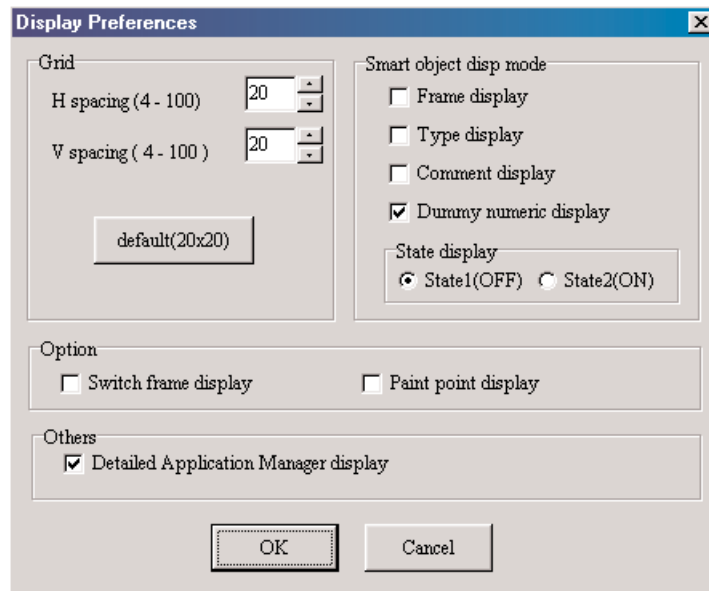 Display Preferences
Grid
H spacing (4 - 100)
20
V spacing ( 4 - 100 )
20
default(20x20)
Smart object disp mode
Frame display
Type display
Comment display
Dummy numeric display
State display
State1(OFF)
State2(ON)
Option
Switch frame display
Paint point display
Others
Detailed Application Manager display
OK
Cancel